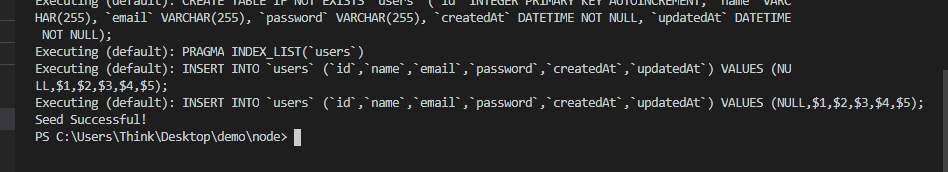 Executing (default): CREATE TABLE IF NOT EXISTS `users` (`id` INTEGER PRIMARY KEY AUTOINCREMENT, `name` VARC
HAR(255), `email` VARCHAR(255), `password` VARCHAR(255), `createdAt` DATETIME NOT NULL, `updatedAt` DATETIME
NOT NULL);
Executing (default): PRAGMA INDEX_LIST(`users`)
Executing (default): INSERT INTO `users` (`id`,`name`,`email`,`password`,`createdAt`,`updatedAt`) VALUES (NU
LL,$1,$2,$3,$4,$5);
Executing (default): INSERT INTO `users` (`id`,`name`,`email`,`password`,`createdAt`,`updatedAt`) VALUES (NULL,$1,$2,$3,$4,$5);
Seed Successful!
PS C:\Users\Think\Desktop\demo\node>